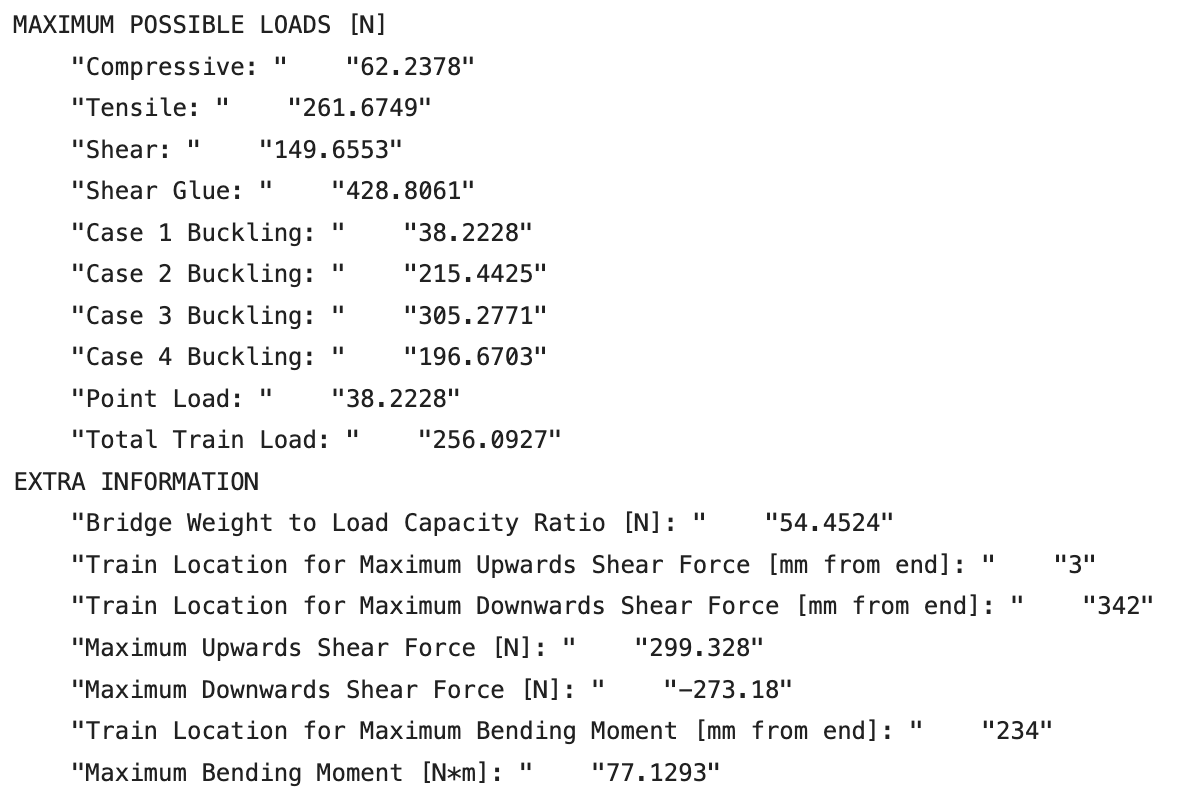 MAXIMUM POSSIBLE LOADS [N]
"Compressive: " "62.2378"
"Tensile: " "261.6749"
"Shear: " "149.6553"
"Shear Glue: " "428.8061"
"Case 1 Buckling: " "38.2228"
"Case 2 Buckling: " "215.4425"
"Case 3 Buckling: " "305.2771"
"Case 4 Buckling: " "196.6703"
"Point Load: " "38.2228"
"Total Train Load: " "256.0927"
EXTRA INFORMATION
"Bridge Weight to Load Capacity Ratio [N]: " "54.4524"
"Train Location for Maximum Upwards Shear Force [mm from end]: " "3"
"Train Location for Maximum Downwards Shear Force [mm from end]: " "342"
"Maximum Upwards Shear Force [N]: " "299.328"
"Maximum Downwards Shear Force [N]: " "-273.18"
"Train Location for Maximum Bending Moment [mm from end]: " "234"
"Maximum Bending Moment [N*m]: " "77.1293"